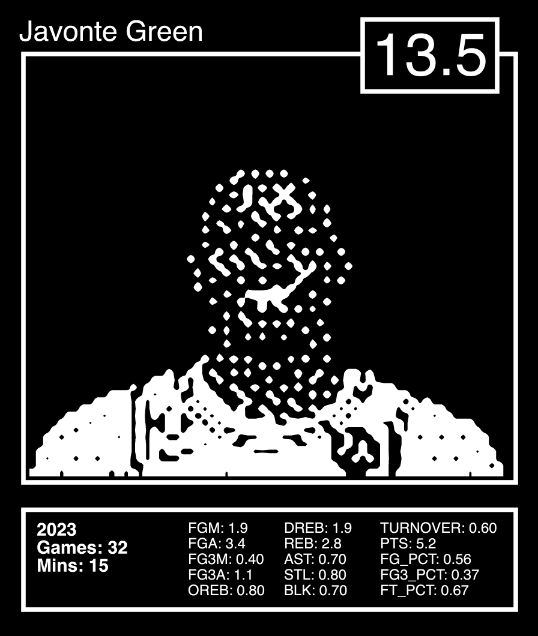 Javonte Green
13.5
2023
Games: 32
Mins: 15
FGM: 1.9
FGA: 3.4
FG3M: 0.40
FG3A: 1.1
OREB: 0.80
DREB: 1.9
REB: 2.8
AST: 0.70
STL: 0.80
BLK: 0.70
TURNOVER: 0.60
PTS: 5.2
FG_PCT: 0.56
FG3_PCT: 0.37
FT_PCT: 0.67